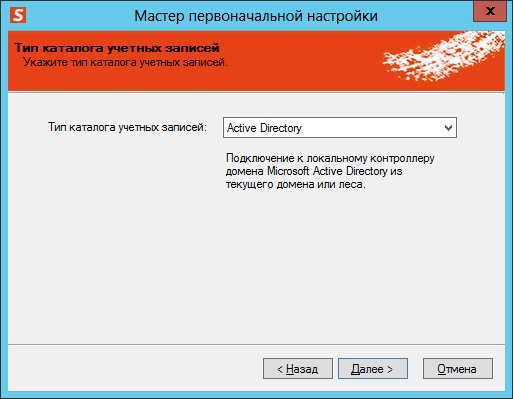 S
Мастер первоначальной настройки
x
Тип каталога учетных записей
Укажите тип каталога учетных записей.
Тип каталога учетных записей: Active Directory
Подключение к локальному контроллеру
домена Microsoft Active Directory из
текущего домена или леса.
< Назад Далее > Отмена